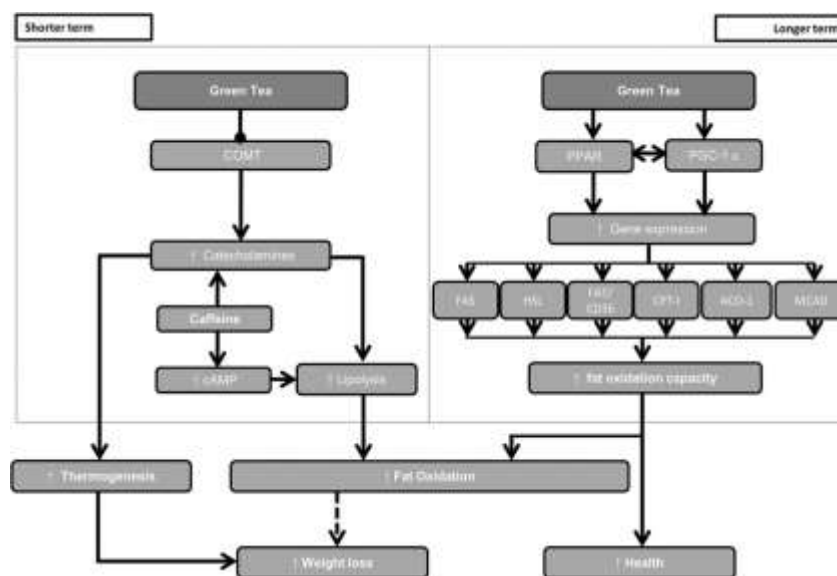 Shorter term
Longer term
Green Tea
Green Tea
COMT
PPAR
PGC-1 α
↑ Catecholamines
↑ Gene expression
Caffeine
FAS
HSL
FAT/
CD36
CPT-I
ACO-1
MCAD
↑ cAMP
↑ Lipolysis
↑ fat oxidation capacity
↑ Thermogenesis
↑ Fat Oxidation
↑ Weight loss
↑ Health